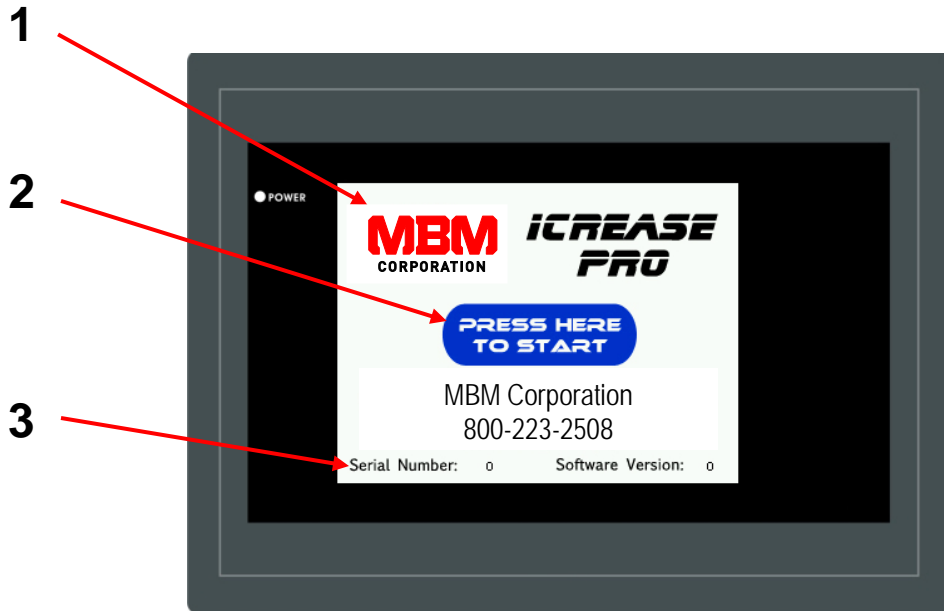 1
2
3
POWER
MBM
CORPORATION
ICREASE
PRO
PRESS HERE
TO START
MBM Corporation
800-223-2508
Serial Number: 0 Software Version: 0